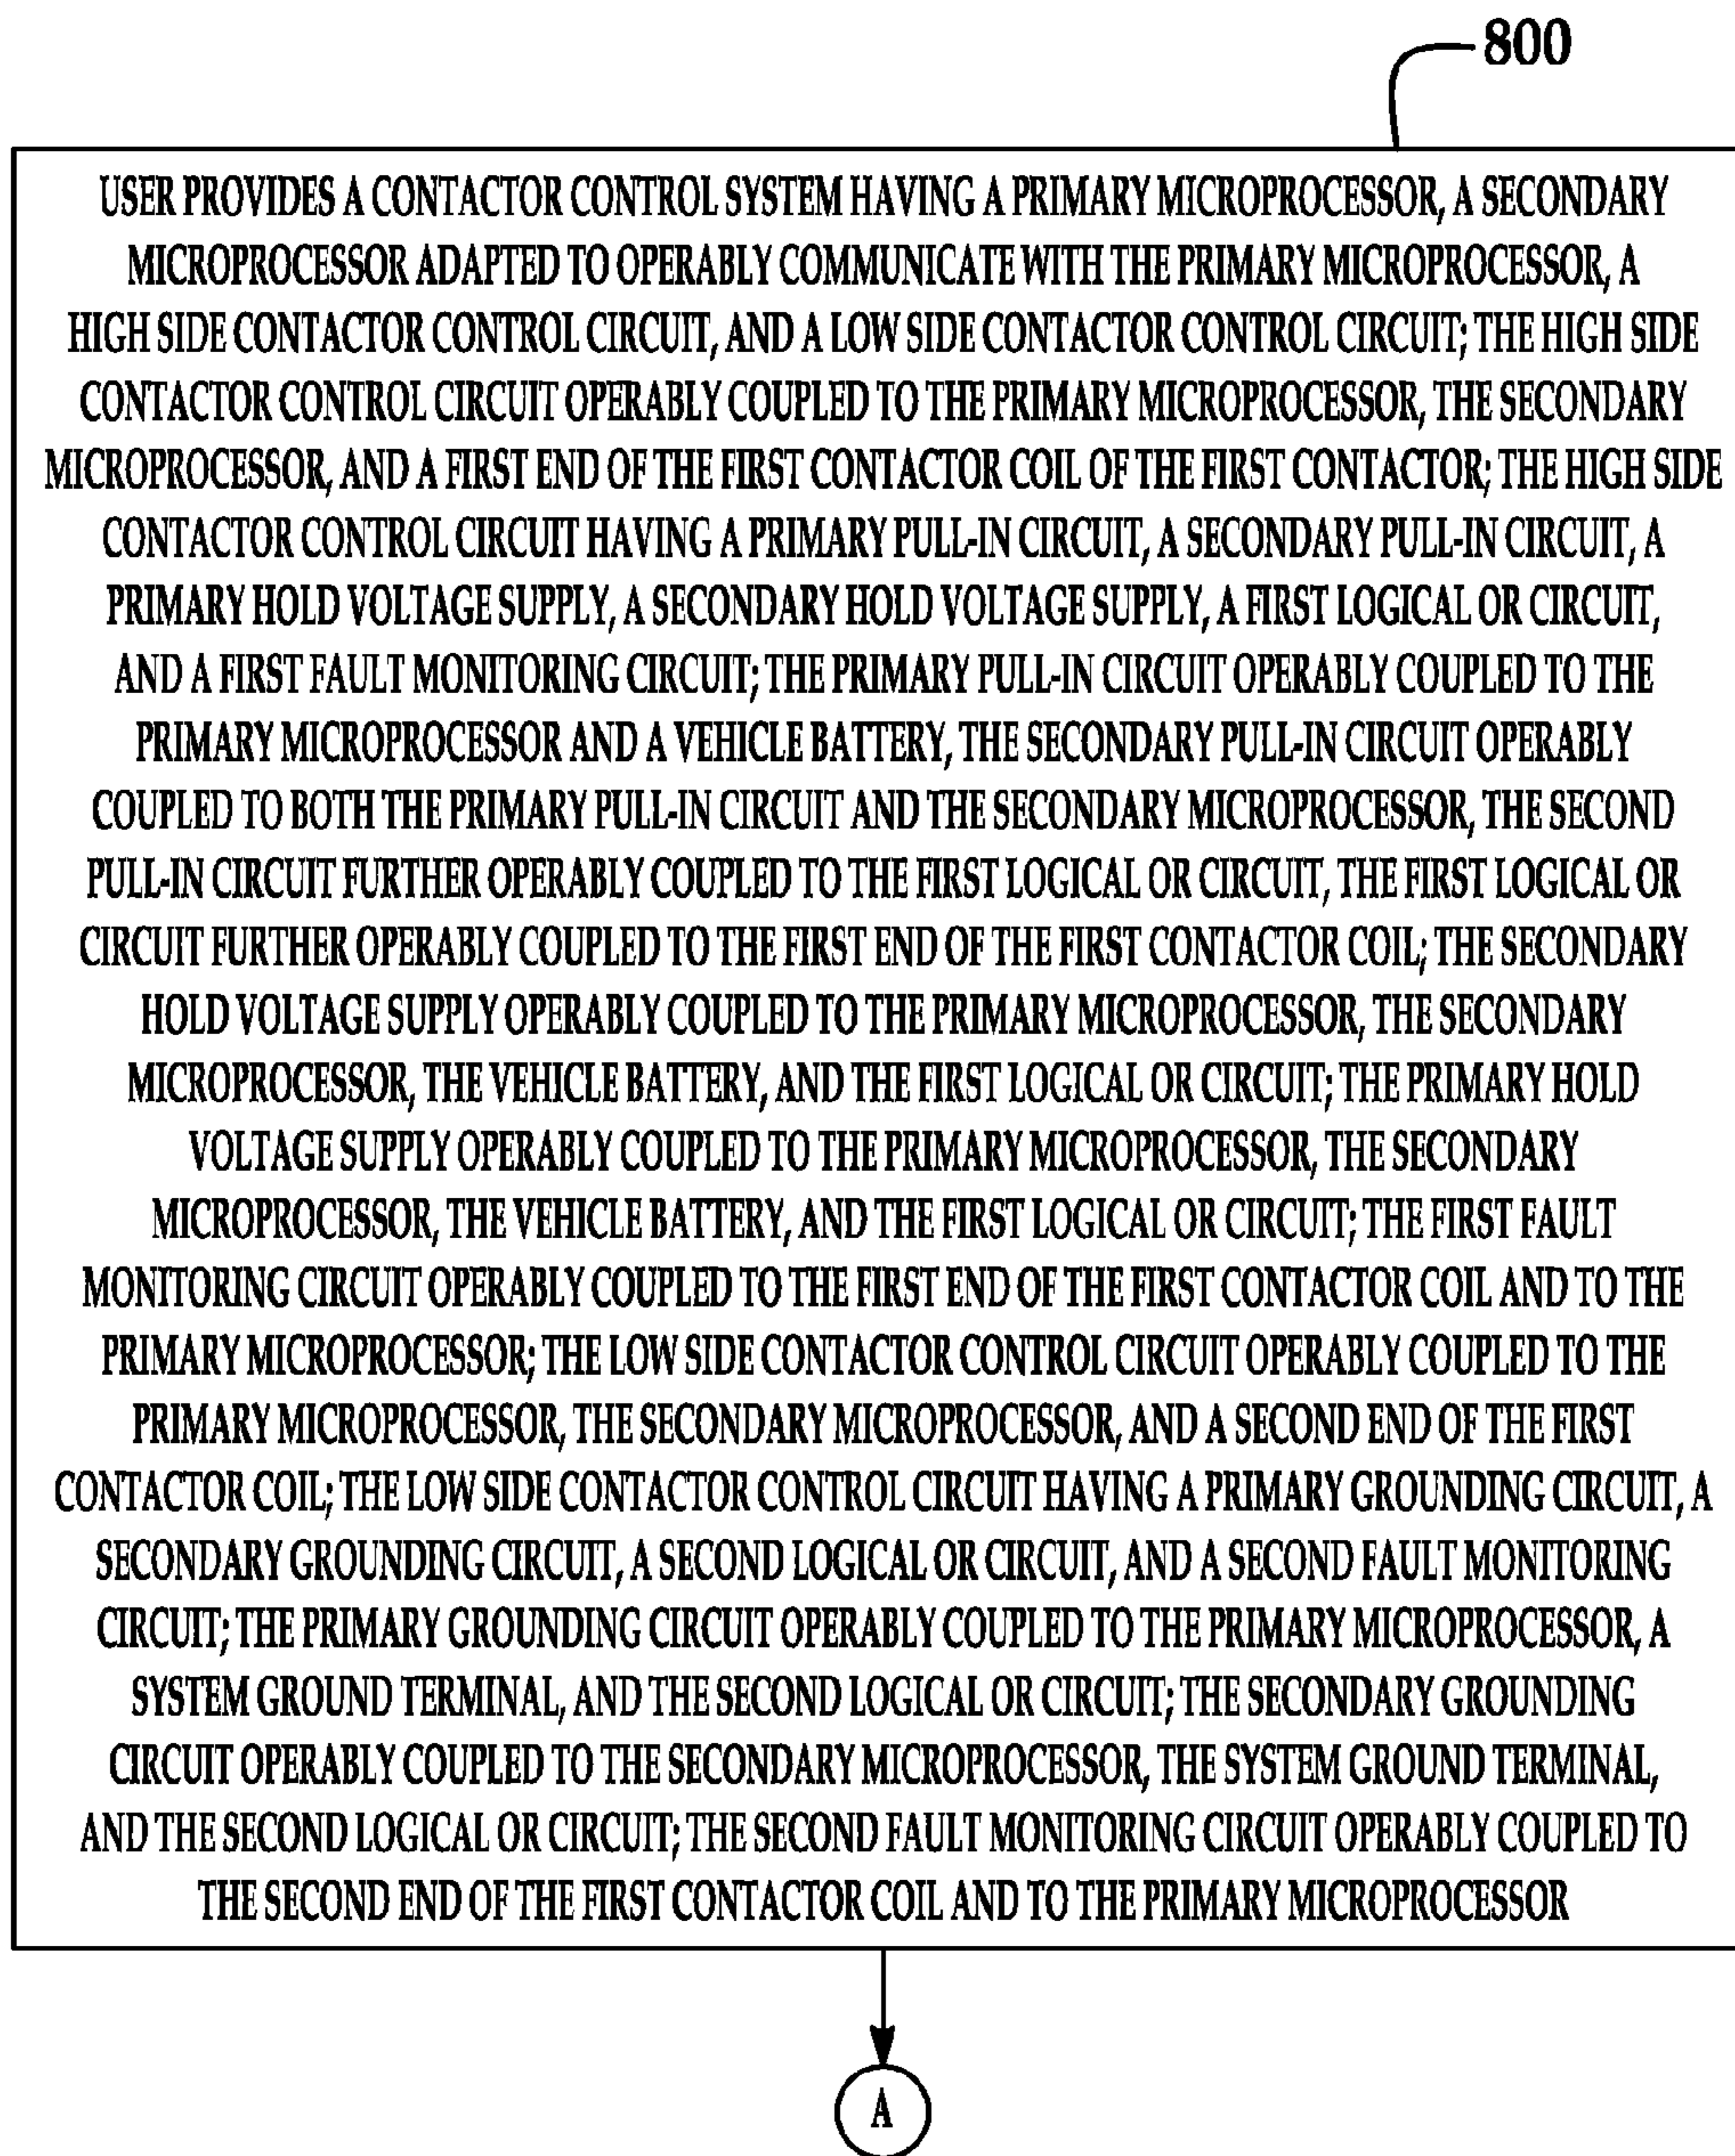 800
USER PROVIDES A CONTACTOR CONTROL SYSTEM HAVING A PRIMARY MICROPROCESSOR, A SECONDARY
MICROPROCESSOR ADAPTED TO OPERABLY COMMUNICATE WITH THE PRIMARY MICROPROCESSOR, A
HIGH SIDE CONTACTOR CONTROL CIRCUIT, AND A LOW SIDE CONTACTOR CONTROL CIRCUIT; THE HIGH SIDE
CONTACTOR CONTROL CIRCUIT OPERABLY COUPLED TO THE PRIMARY MICROPROCESSOR, THE SECONDARY
MICROPROCESSOR, AND A FIRST END OF THE FIRST CONTACTOR COIL OF THE FIRST CONTACTOR; THE HIGH SIDE
CONTACTOR CONTROL CIRCUIT HAVING A PRIMARY PULL-IN CIRCUIT, A SECONDARY PULL-IN CIRCUIT, A
PRIMARY HOLD VOLTAGE SUPPLY, A SECONDARY HOLD VOLTAGE SUPPLY, A FIRST LOGICAL OR CIRCUIT,
AND A FIRST FAULT MONITORING CIRCUIT; THE PRIMARY PULL-IN CIRCUIT OPERABLY COUPLED TO THE
PRIMARY MICROPROCESSOR AND A VEHICLE BATTERY, THE SECONDARY PULL-IN CIRCUIT OPERABLY
COUPLED TO BOTH THE PRIMARY PULL-IN CIRCUIT AND THE SECONDARY MICROPROCESSOR, THE SECOND
PULL-IN CIRCUIT FURTHER OPERABLY COUPLED TO THE FIRST LOGICAL OR CIRCUIT, THE FIRST LOGICAL OR
CIRCUIT FURTHER OPERABLY COUPLED TO THE FIRST END OF THE FIRST CONTACTOR COIL; THE SECONDARY
HOLD VOLTAGE SUPPLY OPERABLY COUPLED TO THE PRIMARY MICROPROCESSOR, THE SECONDARY
MICROPROCESSOR, THE VEHICLE BATTERY, AND THE FIRST LOGICAL OR CIRCUIT; THE PRIMARY HOLD
VOLTAGE SUPPLY OPERABLY COUPLED TO THE PRIMARY MICROPROCESSOR, THE SECONDARY
MICROPROCESSOR, THE VEHICLE BATTERY, AND THE FIRST LOGICAL OR CIRCUIT; THE FIRST FAULT
MONITORING CIRCUIT OPERABLY COUPLED TO THE FIRST END OF THE FIRST CONTACTOR COIL AND TO THE
PRIMARY MICROPROCESSOR; THE LOW SIDE CONTACTOR CONTROL CIRCUIT OPERABLY COUPLED TO THE
PRIMARY MICROPROCESSOR, THE SECONDARY MICROPROCESSOR, AND A SECOND END OF THE FIRST
CONTACTOR COIL; THE LOW SIDE CONTACTOR CONTROL CIRCUIT HAVING A PRIMARY GROUNDING CIRCUIT, A
SECONDARY GROUNDING CIRCUIT, A SECOND LOGICAL OR CIRCUIT, AND A SECOND FAULT MONITORING
CIRCUIT; THE PRIMARY GROUNDING CIRCUIT OPERABLY COUPLED TO THE PRIMARY MICROPROCESSOR, A
SYSTEM GROUND TERMINAL, AND THE SECOND LOGICAL OR CIRCUIT; THE SECONDARY GROUNDING
CIRCUIT OPERABLY COUPLED TO THE SECONDARY MICROPROCESSOR, THE SYSTEM GROUND TERMINAL,
AND THE SECOND LOGICAL OR CIRCUIT; THE SECOND FAULT MONITORING CIRCUIT OPERABLY COUPLED TO
THE SECOND END OF THE FIRST CONTACTOR COIL AND TO THE PRIMARY MICROPROCESSOR
A